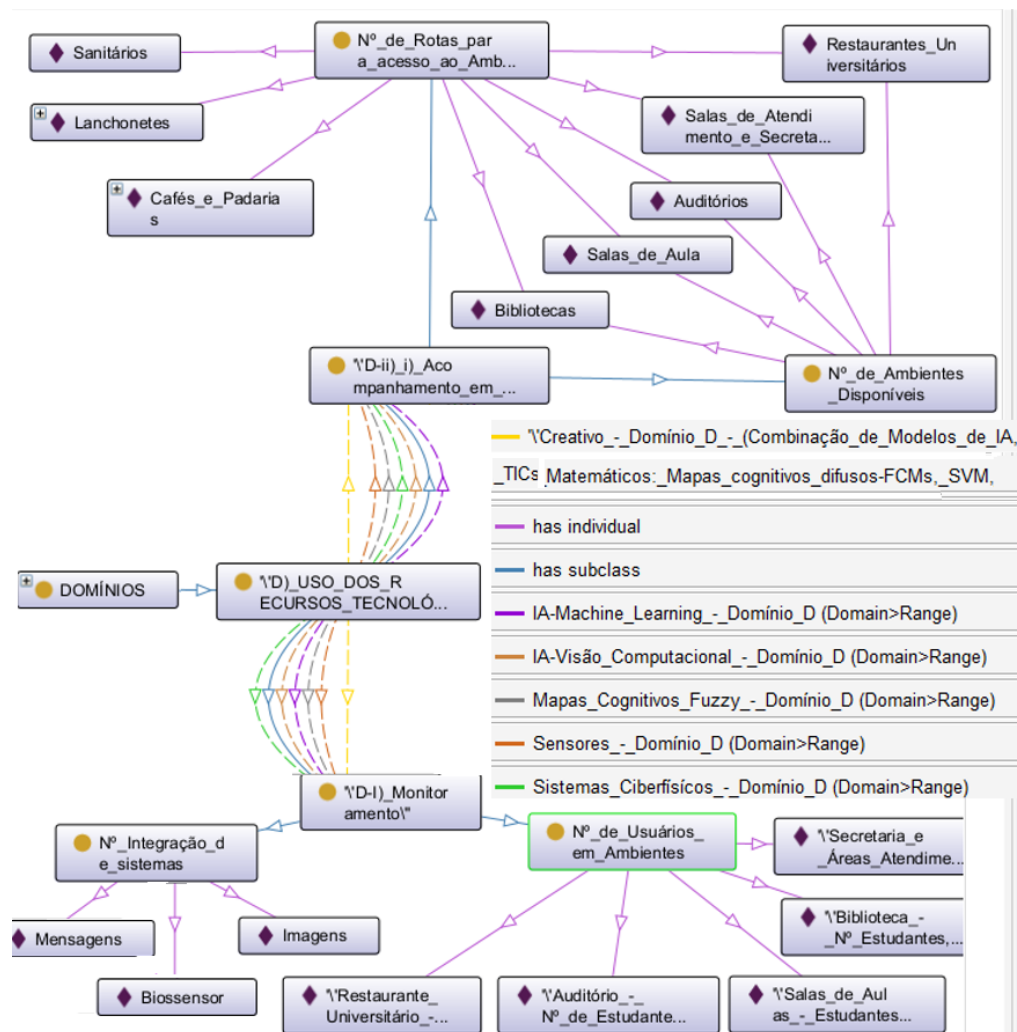 Nº_de_Rotas_par
a_acesso_ao_Amb...
Sanitários
Restaurantes_Un
iversitários
Lanchonetes
Salas_de_Atendi
mento_e_Secreta...
Cafés_e_Padaria
s
Auditórios
Salas_de_Aula
Bibliotecas
'\'D-ii)_i)_Aco
mpanhamento_em_...
Nº_de_Ambientes
_Disponíveis
'\'Creativo_-_Domínio_D_-_(Combinação_de_Modelos_de_IA,
_TICs _Matemáticos:_Mapas_cognitivos_difusos-FCMs,_SVM,
has individual
has subclass
DOMÍNIOS
'\'D)_USO_DOS_R
ECURSOS_TECNOLÓ...
IA-Machine_Learning_-_Domínio_D (Domain>Range)
IA-Visão_Computacional_-_Domínio_D (Domain>Range)
Mapas_Cognitivos_Fuzzy_-_Domínio_D (Domain>Range)
Sensores_-_Domínio_D (Domain>Range)
Sistemas_Ciberfísicos_-_Domínio_D (Domain>Range)
'\'D-I)_Monitor
amento\"
Nº_Integração_d
e_sistemas
Nº_de_Usuários_
em_Ambientes
'\'Secretaria_e
_Áreas_Atendime...
'\'Biblioteca_-
_Nº_Estudantes,...
Mensagens
Imagens
Biossensor
'\'Restaurante_
Universitário_-...
'\'Auditório_-_
Nº_de_Estudante...
'\'Salas_de_Aul
as_-_Estudantes...